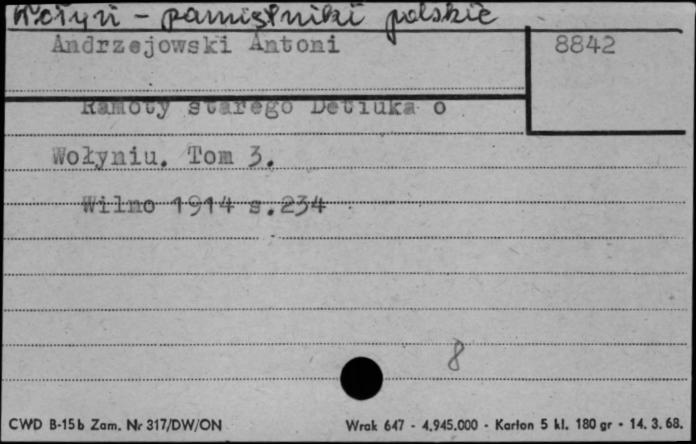 Wołyń - pamiętniki polskie
Andrzejowski Antoni 8842
Ramoty starego Detiuka o
Wołyniu. Tom 3.
Wilno 1914 s.234
8
CWD B-15b Zam. Nr 317/DW/ON Wrak 647 - 4.945.000 - Karton 5 kl. 180 gr - 14. 3. 68.